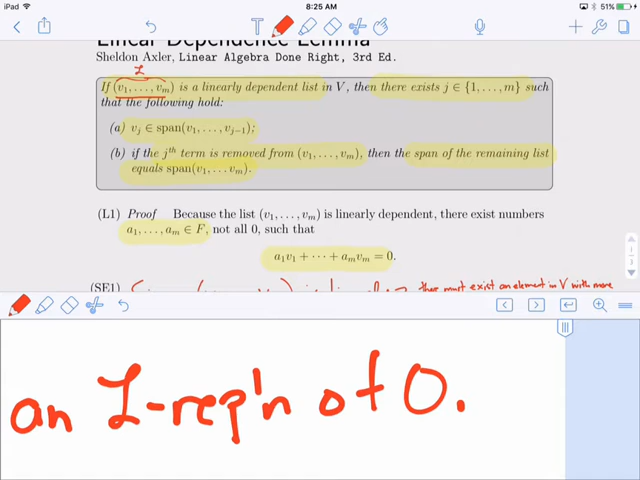 iPad
8:25 AM
51%
Linear Dependence Lemma
Sheldon Axler, Linear Algebra Done Right, 3rd Ed.
L
If (v₁, . . . , vₘ) is a linearly dependent list in V, then there exists j ∈ {1, . . . , m} such
that the following hold:
(a) vⱼ ∈ span(v₁, . . . , vⱼ₋₁);
(b) if the jᵗʰ term is removed from (v₁, . . . , vₘ), then the span of the remaining list
equals span(v₁, . . . vₘ).
(L1) Proof Because the list (v₁, . . . , vₘ) is linearly dependent, there exist numbers
a₁, . . . , aₘ ∈ F, not all 0, such that
a₁v₁ + · · · + aₘvₘ = 0.
(SE1) there must exist an element in V with more
an L-rep'n of 0.